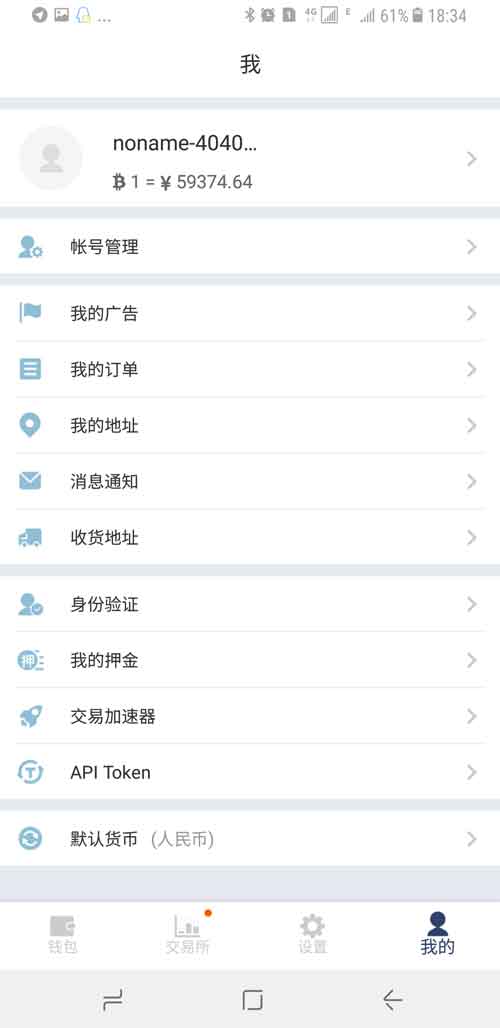 ... 4G E 61% 18:34
我
noname-4040...
฿ 1 = ¥ 59374.64
帐号管理
我的广告
我的订单
我的地址
消息通知
收货地址
身份验证
押 我的押金
交易加速器
API Token
默认货币 (人民币)
钱包 交易所 设置 我的